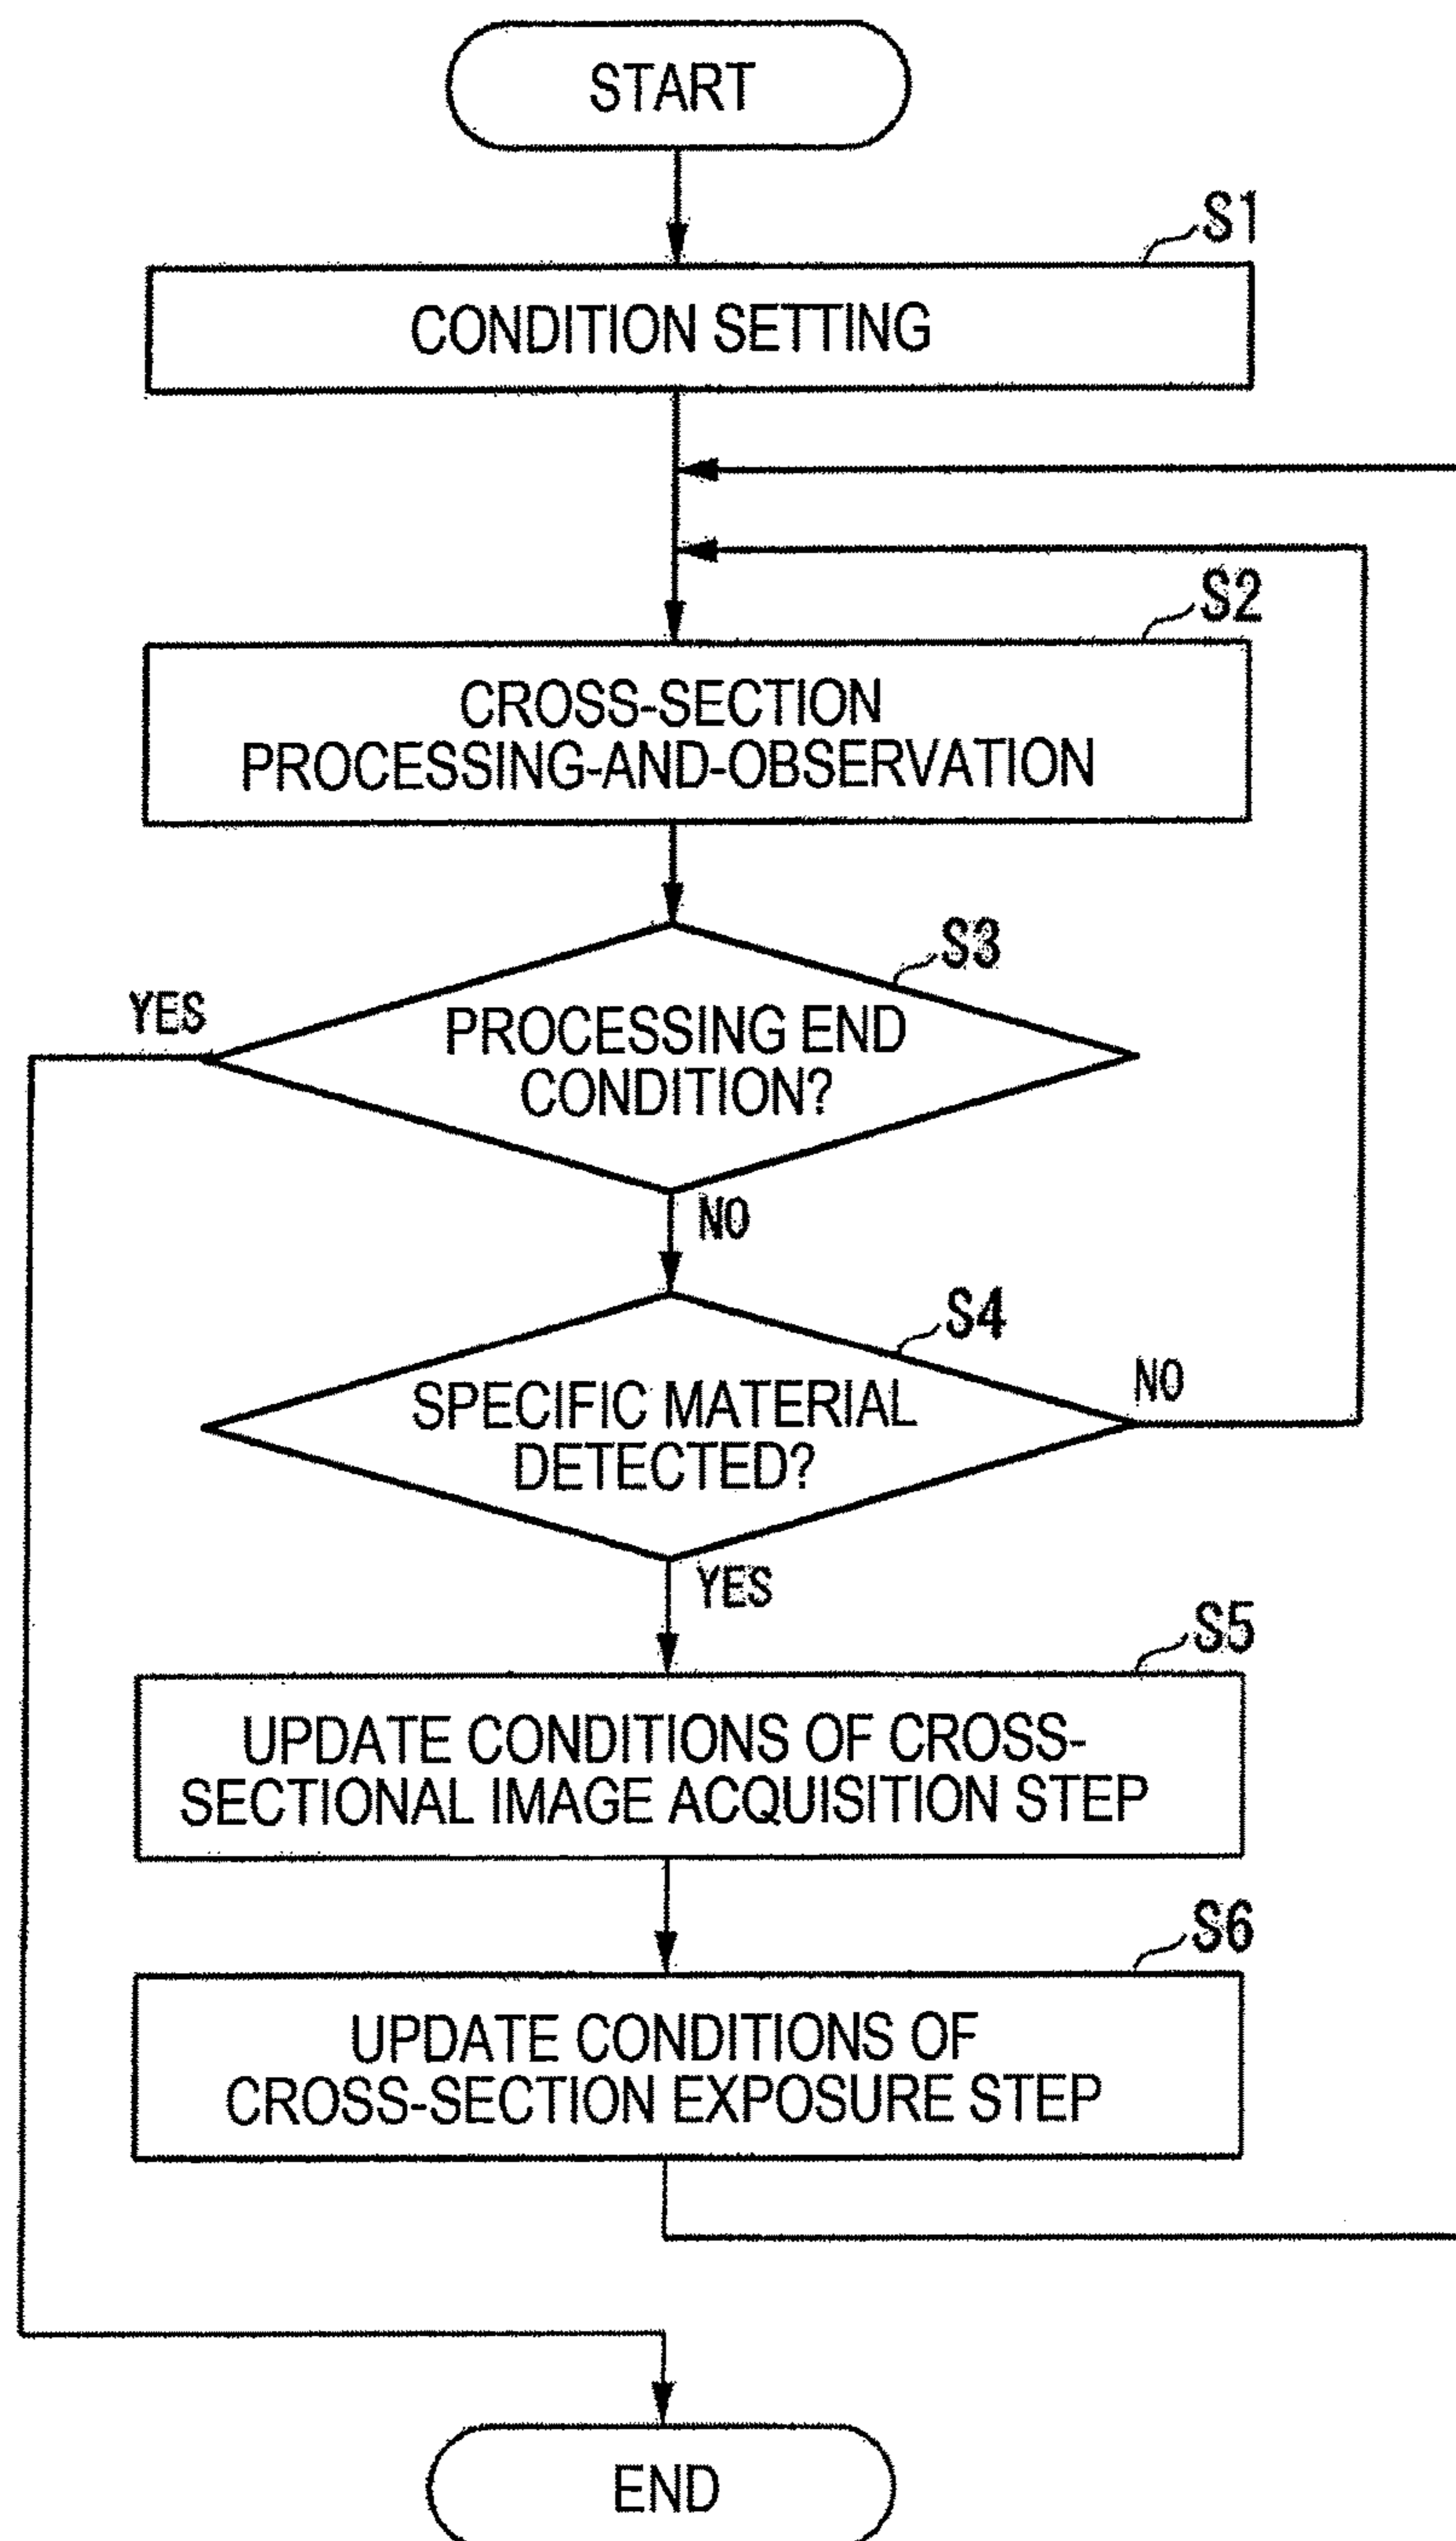 START
S1
CONDITION SETTING
S2
CROSS-SECTION
PROCESSING-AND-OBSERVATION
S3
YES
PROCESSING END
CONDITION?
NO
S4
NO
SPECIFIC MATERIAL
DETECTED?
YES
S5
UPDATE CONDITIONS OF CROSS-
SECTIONAL IMAGE ACQUISITION STEP
S6
UPDATE CONDITIONS OF
CROSS-SECTION EXPOSURE STEP
END